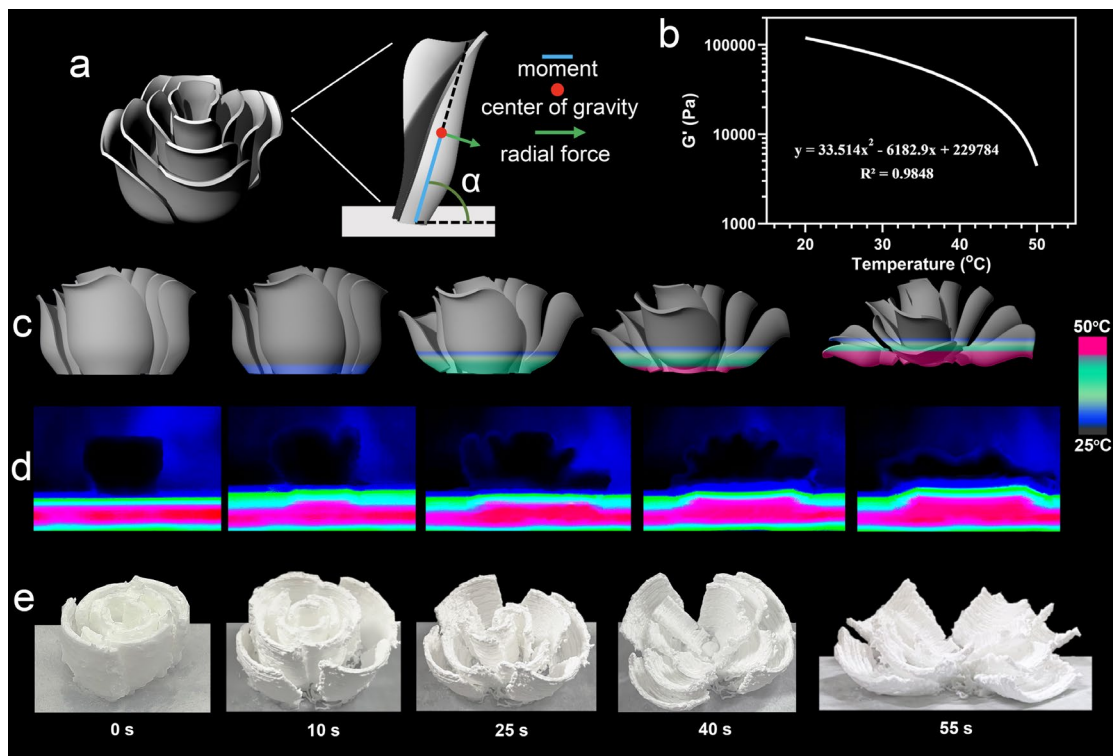 a
moment
center of gravity
radial force
α
b
G' (Pa)
100000
10000
1000
y = 33.514x² - 6182.9x + 229784
R² = 0.9848
20
30
40
50
Temperature (°C)
c
50°C
25°C
d
e
0 s
10 s
25 s
40 s
55 s